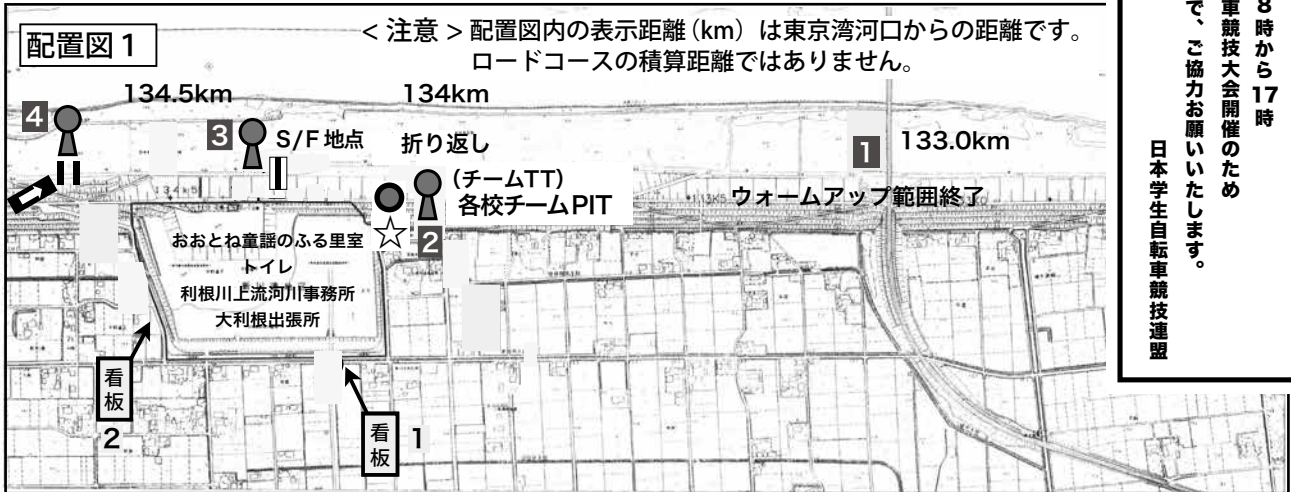 配置図1
<注意> 配置図内の表示距離(km)は東京湾河口からの距離です。
ロードコースの積算距離ではありません。
8時から17時
車競技大会開催のため
で、ご協力お願いいたします。
日本学生自転車競技連盟
134.5km
134km
4
3
S/F 地点
折り返し
1
133.0km
(チームTT)
各校チームPIT
2
ウォームアップ範囲終了
おおとね童謡のふる里室
トイレ
利根川上流河川事務所
大利根出張所
看板
2
看板
1